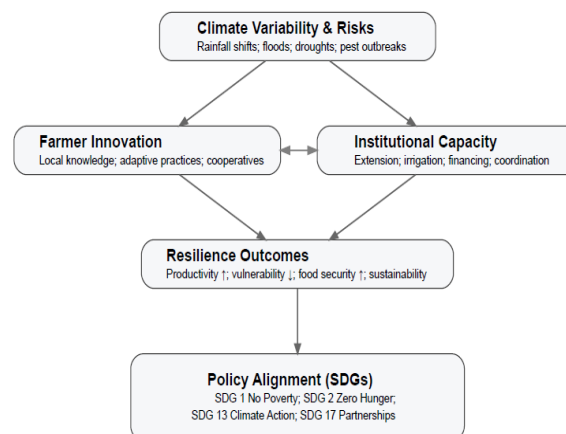 Climate Variability & Risks
Rainfall shifts; floods; droughts; pest outbreaks
Farmer Innovation
Local knowledge; adaptive practices; cooperatives
Institutional Capacity
Extension; irrigation; financing; coordination
Resilience Outcomes
Productivity ↑; vulnerability ↓; food security ↑; sustainability
Policy Alignment (SDGs)
SDG 1 No Poverty; SDG 2 Zero Hunger;
SDG 13 Climate Action; SDG 17 Partnerships